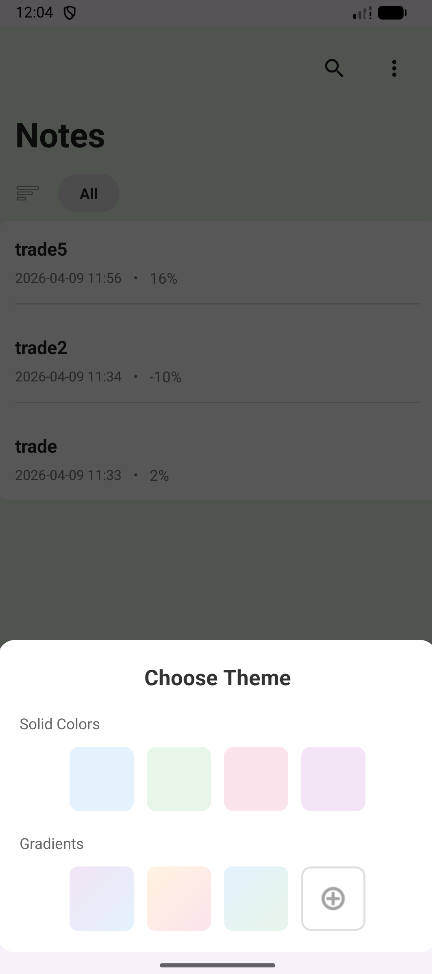 12:04
Notes
All
trade5
2026-04-09 11:56 • 16%
trade2
2026-04-09 11:34 • -10%
trade
2026-04-09 11:33 • 2%
Choose Theme
Solid Colors
Gradients